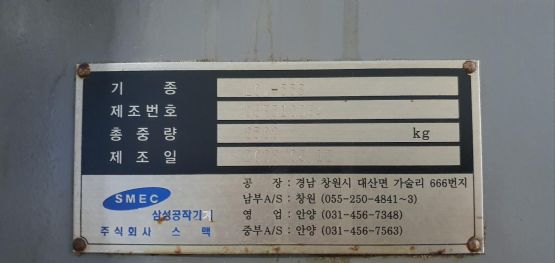 기 종
제조번호
총 중 량 kg
제 조 일
SMEC
삼성공작기기
주식회사 스 맥
공 장 : 경남 창원시 대산면 가술리 666번지
남부A/S : 창원 (055-250-4841~3)
영 업 : 안양 (031-456-7348)
중부A/S : 안양 (031-456-7563)